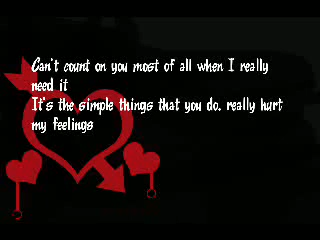 Can't count on you most of all when I really
need it
It's the simple things that you do. really hurt
my feelings